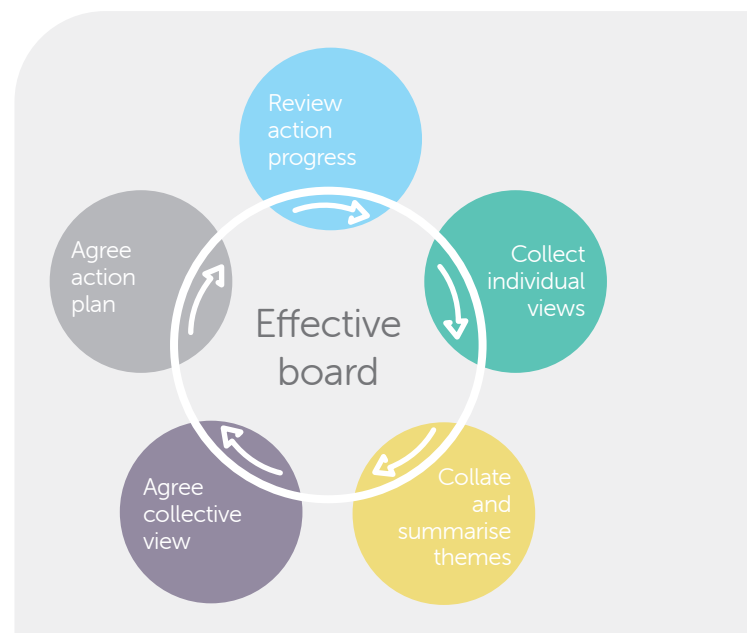 Review
action
progress
Collect
individual
views
Collate
and
summarise
themes
Agree
collective
view
Agree
action
plan
Effective
board